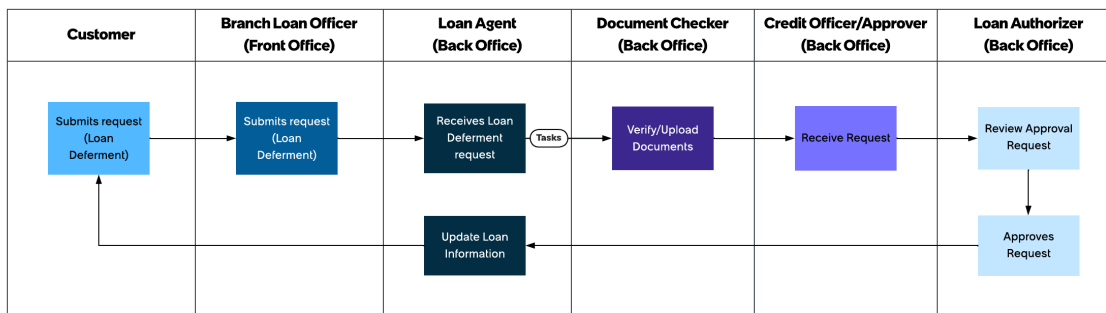 Customer
Branch Loan Officer
(Front Office)
Loan Agent
(Back Office)
Document Checker
(Back Office)
Credit Officer/Approver
(Back Office)
Loan Authorizer
(Back Office)
Submits request
(Loan
Deferment)
Submits request
(Loan
Deferment)
Receives Loan
Deferment
request
Tasks
Verify/Upload
Documents
Receive Request
Review Approval
Request
Update Loan
Information
Approves
Request